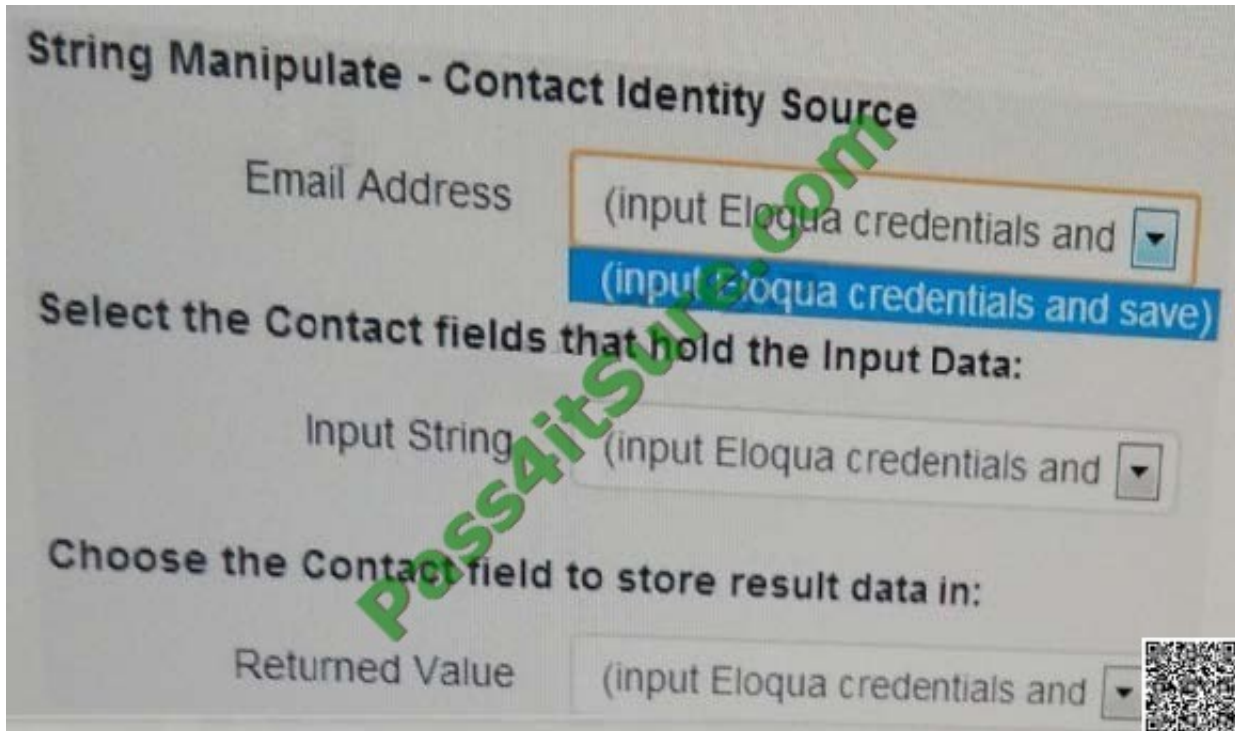 String Manipulate - Contact Identity Source
Email Address
(input Eloqua credentials and
(input Eloqua credentials and save)
Select the Contact fields that hold the Input Data:
Input String
(input Eloqua credentials and
Choose the Contact field to store result data in:
Returned Value
(input Eloqua credentials and
Pass4itSure.com